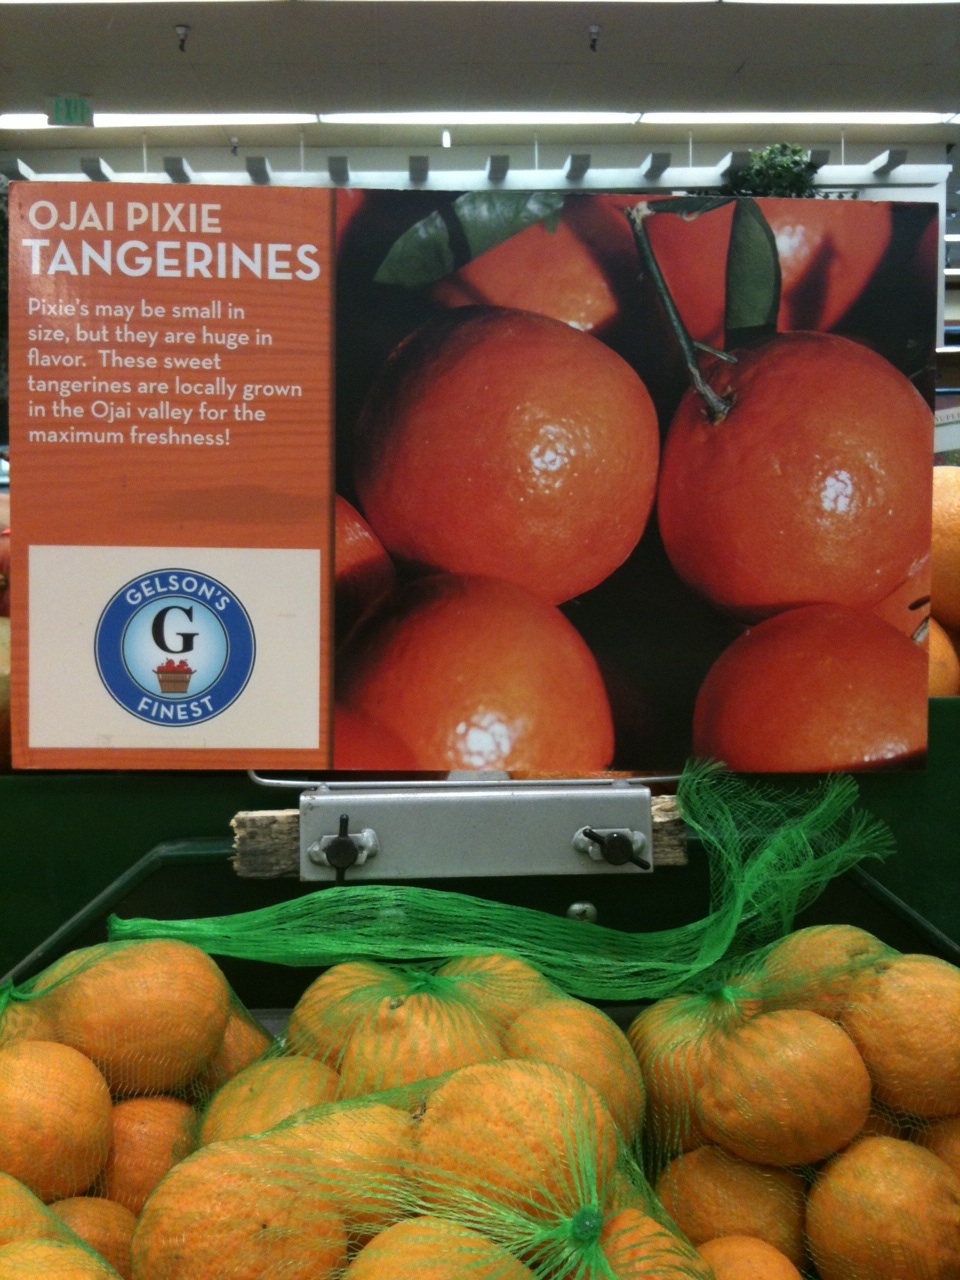 EXIT
OJAI PIXIE
TANGERINES
Pixie's may be small in
size, but they are huge in
flavor. These sweet
tangerines are locally grown
in the Ojai valley for the
maximum freshness!
GELSON'S
G
FINEST